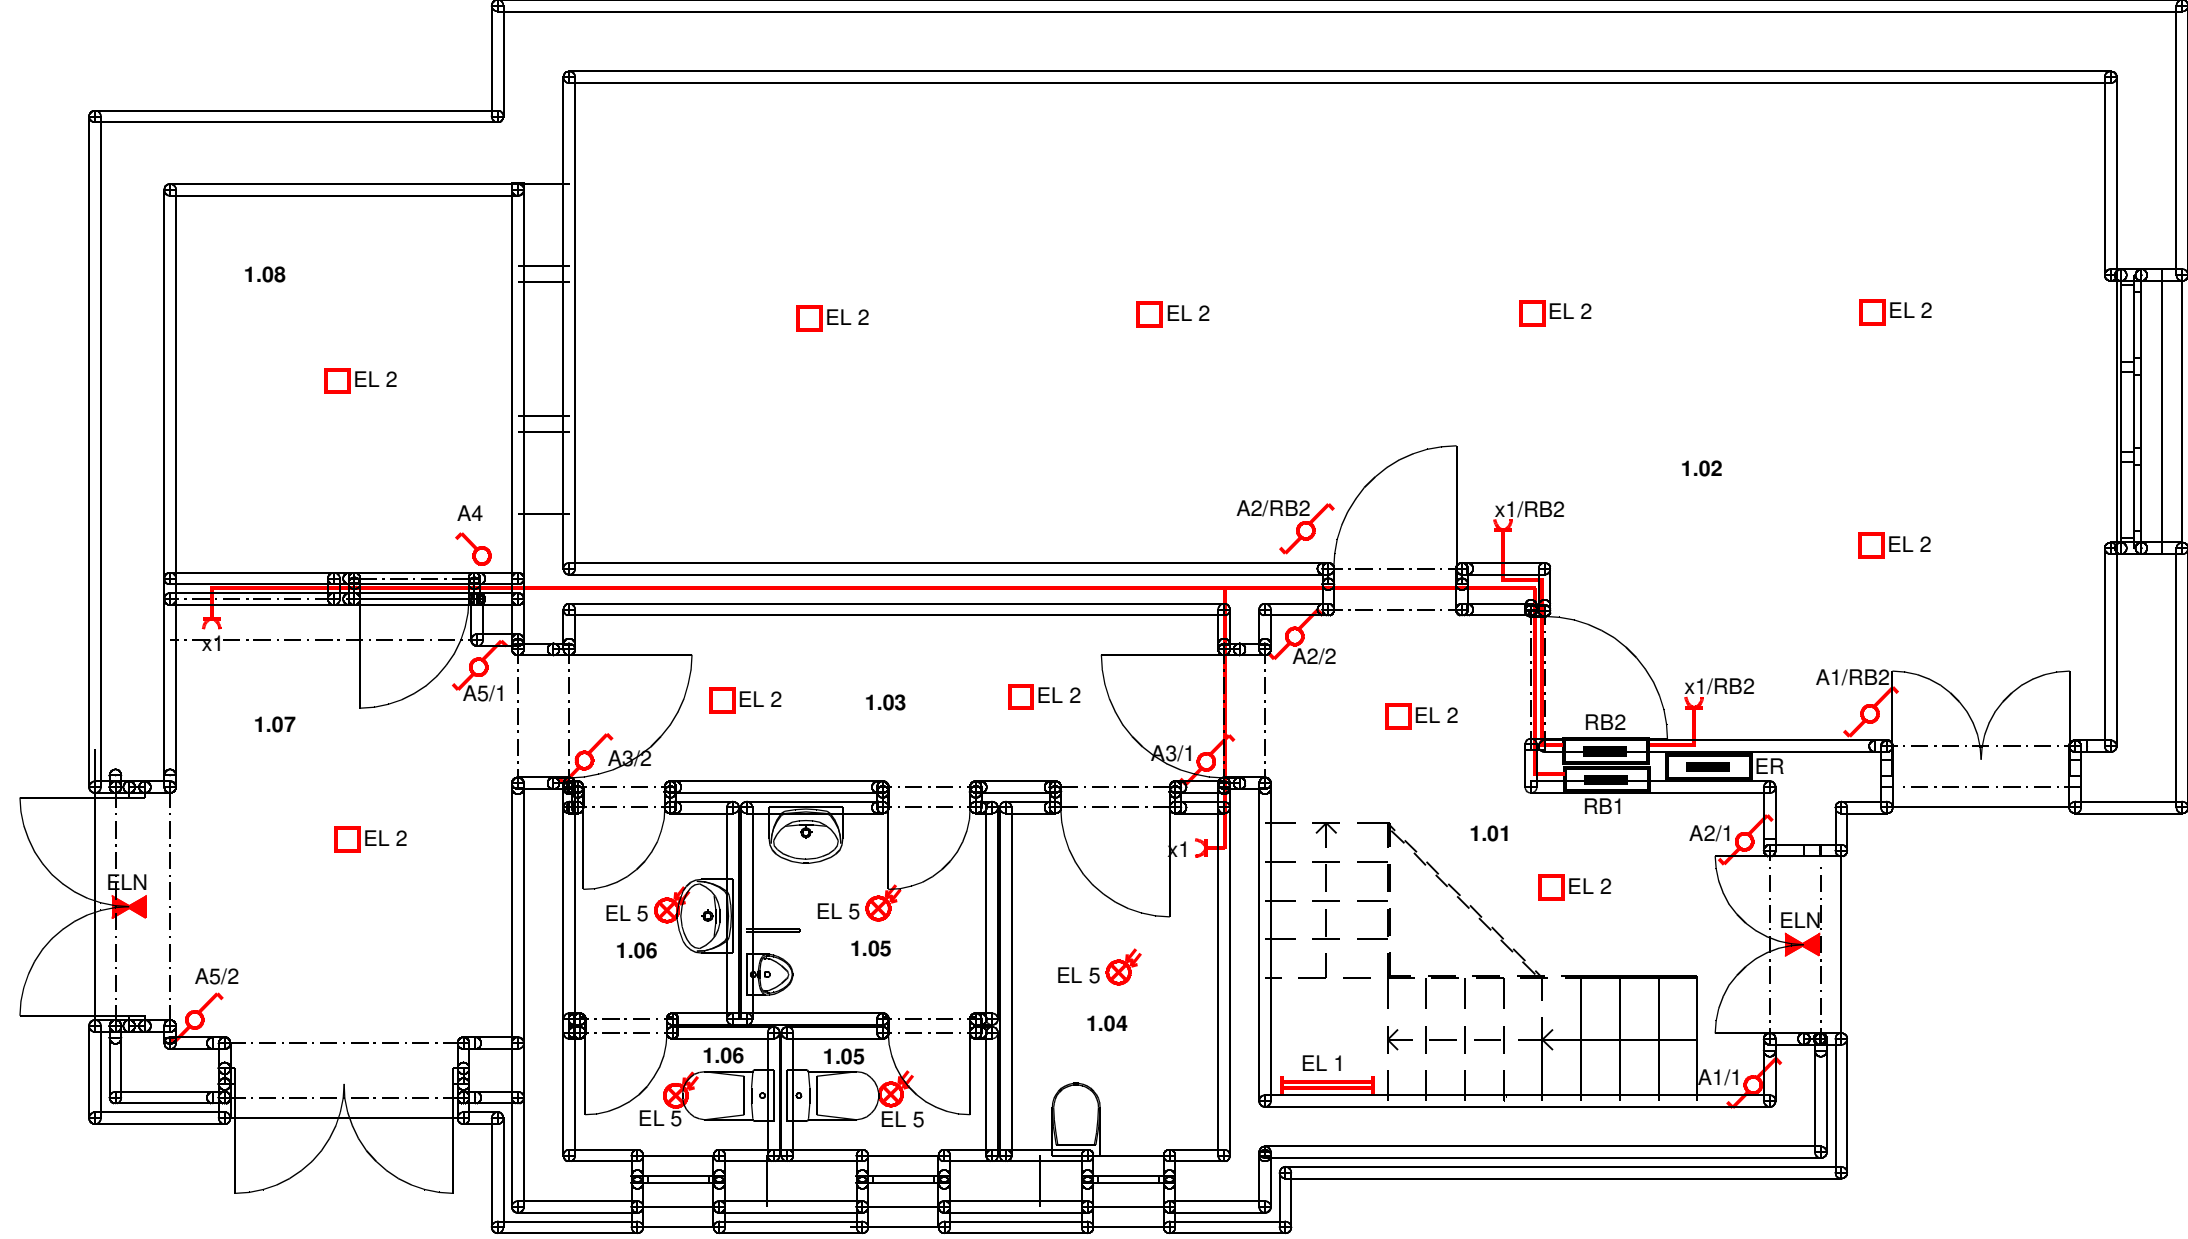 1.08
EL 2
EL 2
EL 2
EL 2
EL 2
1.02
A4
A2/RB2
x1/RB2
EL 2
x1
A2/2
A5/1
1.03
EL 2
EL 2
1.07
A3/2
A3/1
EL 2
x1/RB2
A1/RB2
RB2
ER
RB1
EL 2
x1
1.01
A2/1
ELN
EL 5
EL 5
EL 2
ELN
1.06
1.05
A5/2
EL 5
1.04
1.06
1.05
EL 1
A1/1
EL 5
EL 5